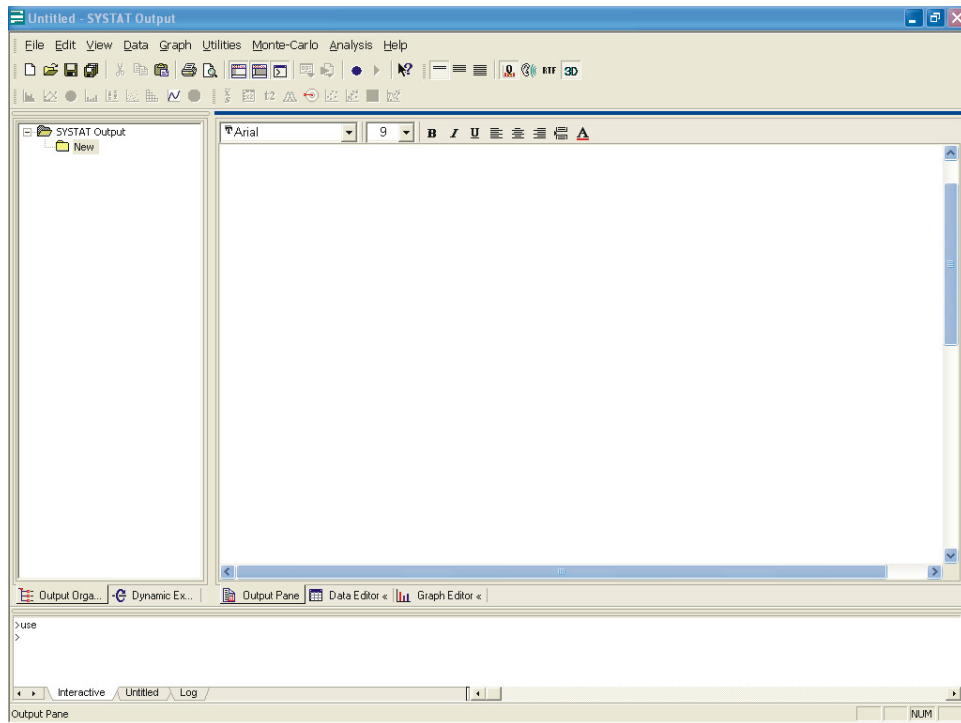 Untitled - SYSTAT Output
File Edit View Data Graph Utilities Monte-Carlo Analysis Help
RTF 3D
t2
SYSTAT Output
New
Arial 9 B I U A
Output Orga... Dynamic Ex... Output Pane Data Editor « Graph Editor «
>use
>
Interactive Untitled Log
Output Pane NUM